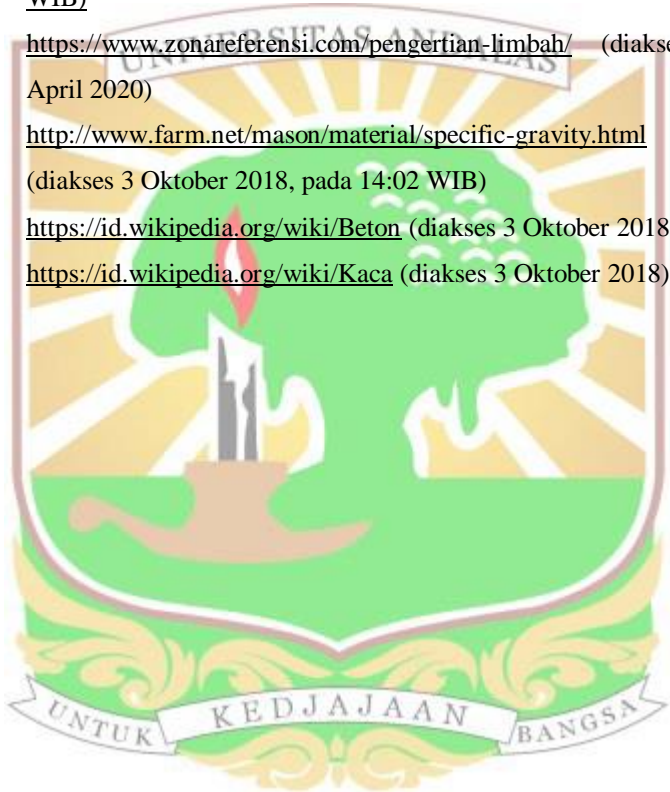 WIB)
https://www.zonareferensi.com/pengertian-limbah/ (diakse
April 2020)
http://www.farm.net/mason/material/specific-gravity.html
(diakses 3 Oktober 2018, pada 14:02 WIB)
https://id.wikipedia.org/wiki/Beton (diakses 3 Oktober 2018
https://id.wikipedia.org/wiki/Kaca (diakses 3 Oktober 2018)
UNIVERSITAS ANDALAS
UNTUK KEDJAJAAN BANGSA